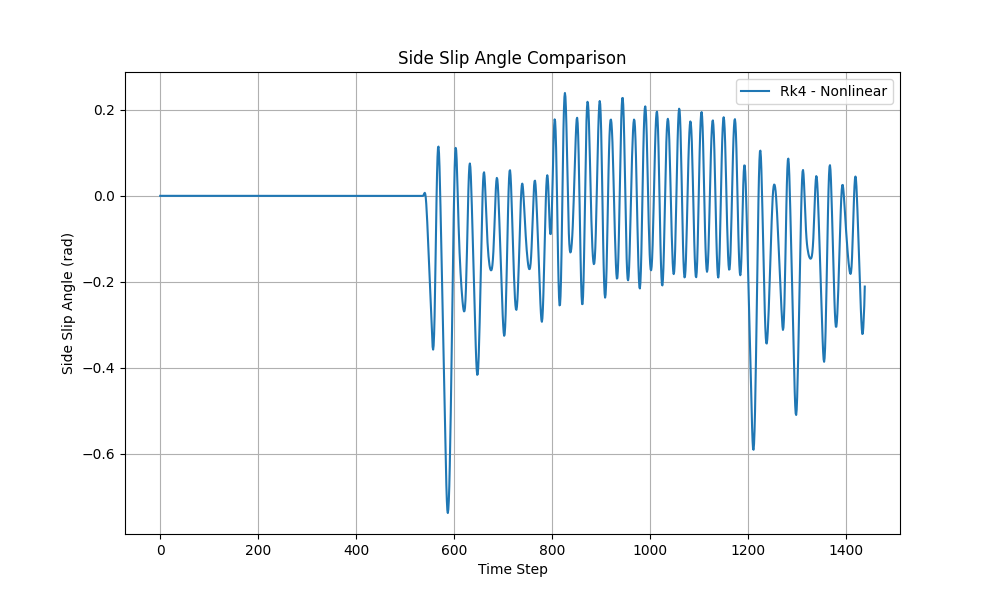 Side Slip Angle Comparison
Rk4 - Nonlinear
Side Slip Angle (rad)
0.2
0.0
−0.2
−0.4
−0.6
0 200 400 600 800 1000 1200 1400
Time Step